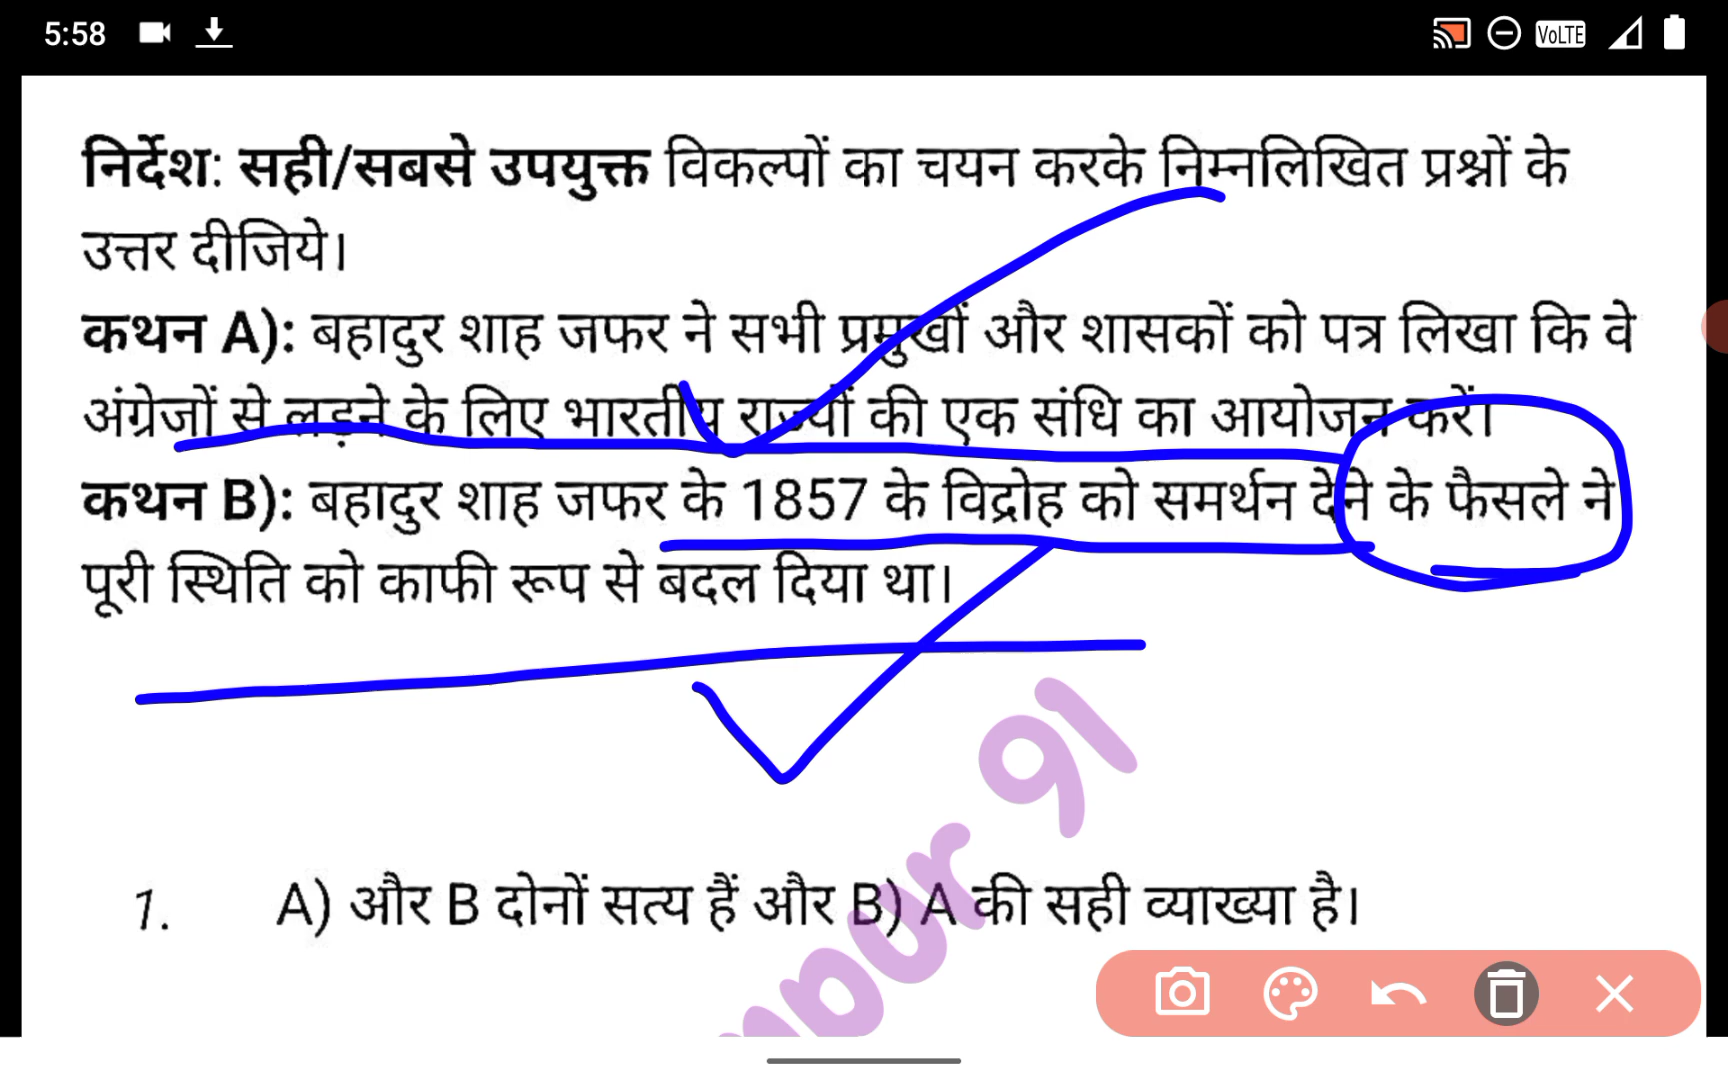 5:58
VoLTE
निर्देश: सही/सबसे उपयुक्त विकल्पों का चयन करके निम्नलिखित प्रश्नों के
उत्तर दीजिये।
कथन A): बहादुर शाह जफर ने सभी प्रमुखों और शासकों को पत्र लिखा कि वे
अंग्रेजों से लड़ने के लिए भारतीय राज्यों की एक संधि का आयोजन करें।
कथन B): बहादुर शाह जफर के 1857 के विद्रोह को समर्थन देने के फैसले ने
पूरी स्थिति को काफी रूप से बदल दिया था।
1. A) और B दोनों सत्य हैं और B) A की सही व्याख्या है।